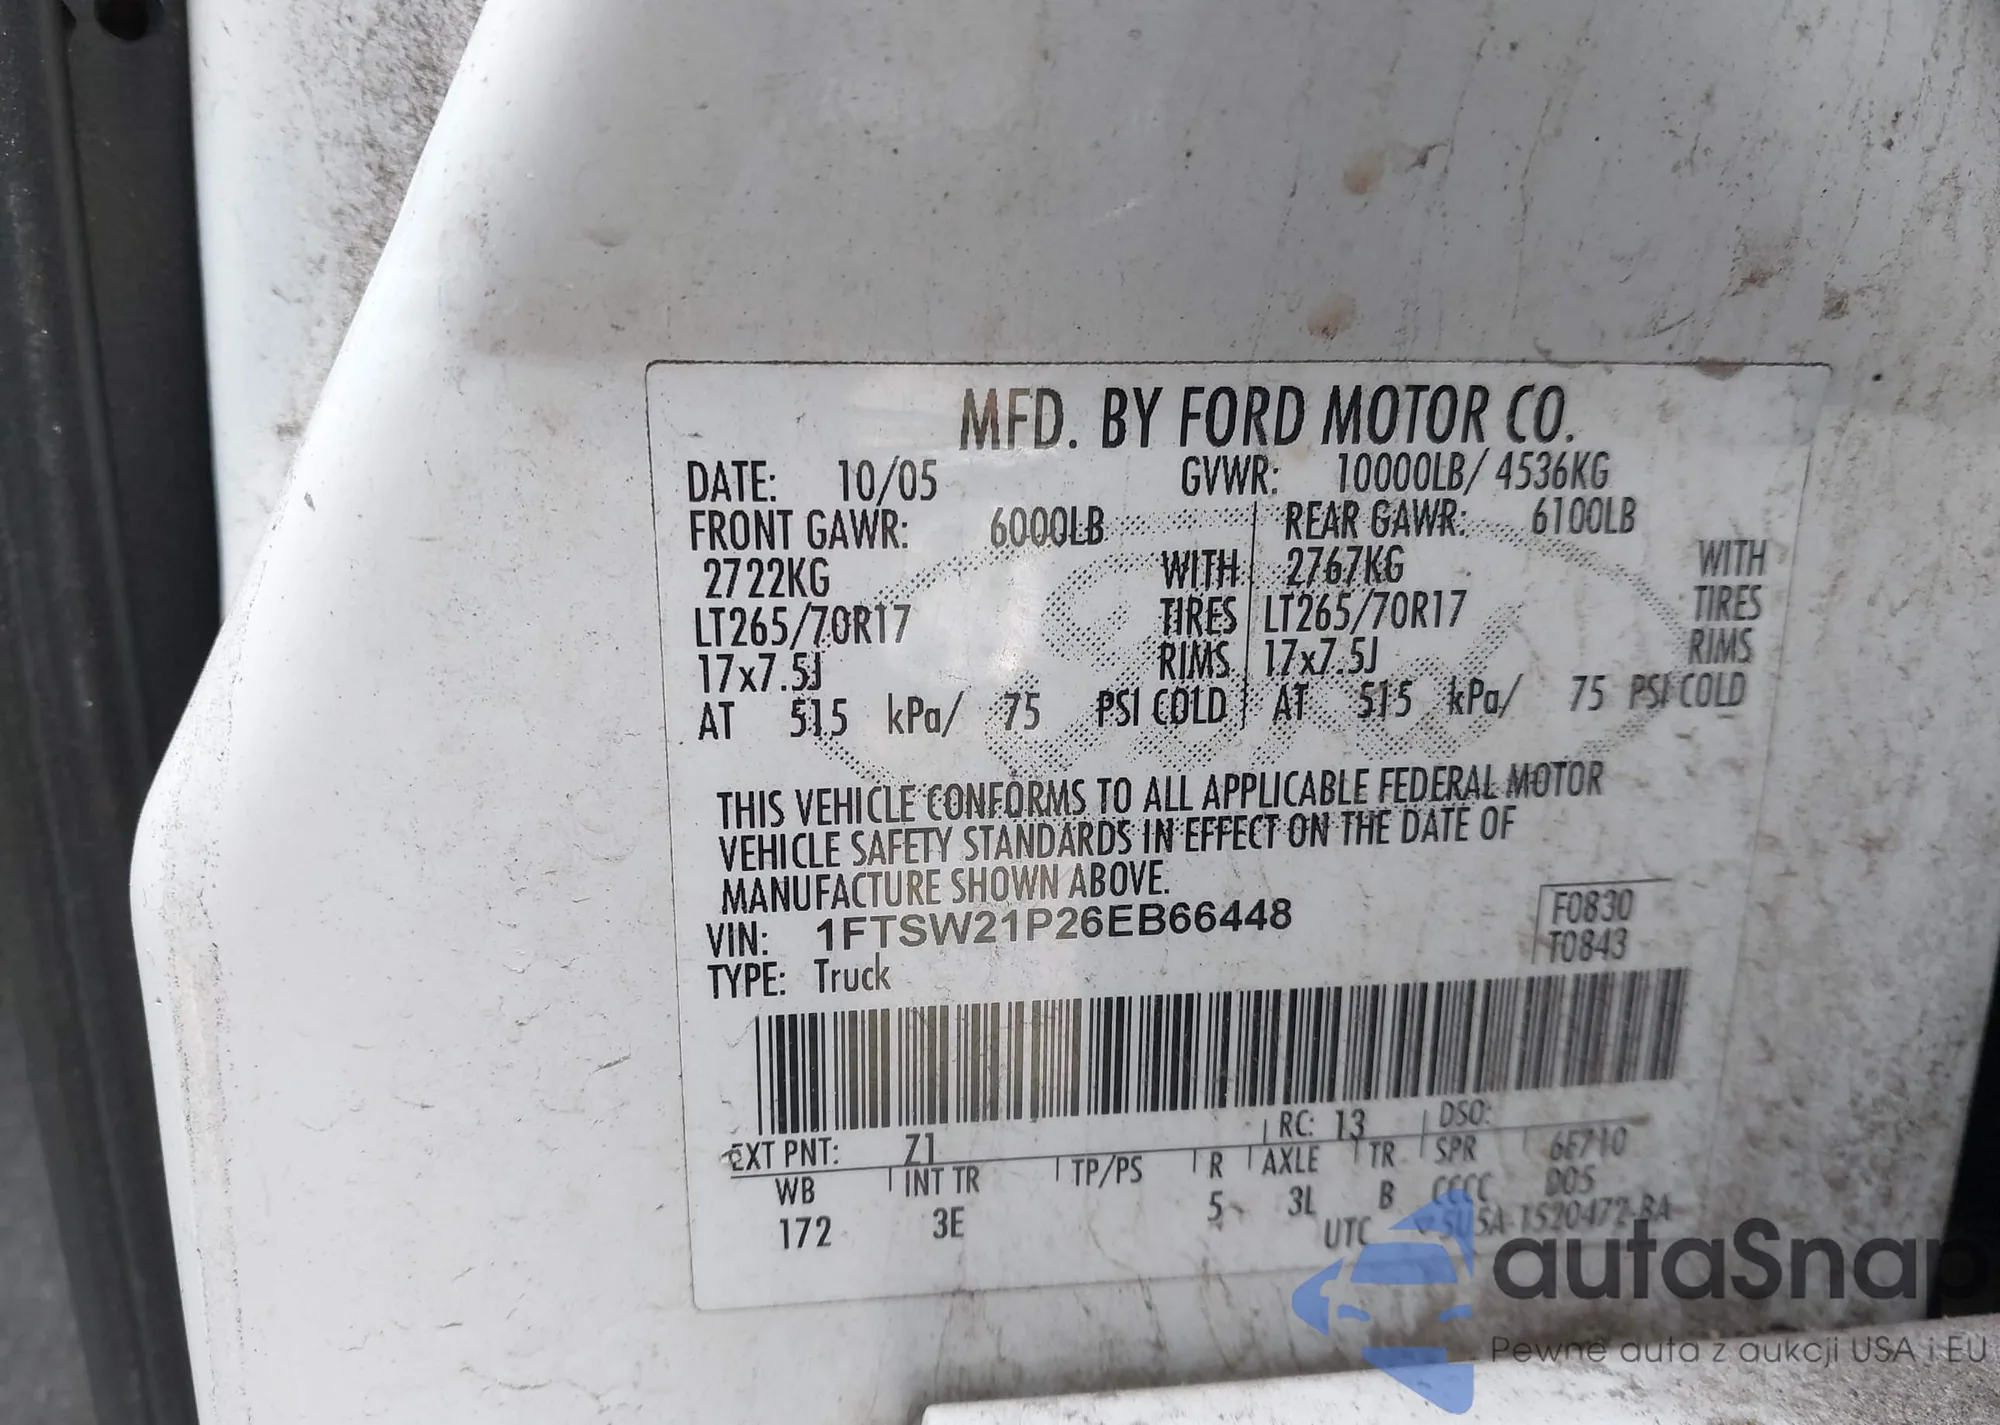 MFD. BY FORD MOTOR CO.
DATE: 10/05 GVWR: 10000LB/ 4536KG
FRONT GAWR: 6000LB REAR GAWR: 6100LB
2722KG WITH 2767KG WITH
LT265/70R17 TIRES LT265/70R17 TIRES
17x7.5J RIMS 17x7.5J RIMS
AT 515 kPa/ 75 PSI COLD AT 515 kPa/ 75 PSI COLD
THIS VEHICLE CONFORMS TO ALL APPLICABLE FEDERAL MOTOR
VEHICLE SAFETY STANDARDS IN EFFECT ON THE DATE OF
MANUFACTURE SHOWN ABOVE.
VIN: 1FTSW21P26EB66448 F0830
TYPE: Truck T0843
EXT PNT: Z1 RC: 13 DSO:
WB INT TR TP/PS R AXLE TR SPR 6E710
172 3E 5 3L B CCCC D05
UTC
autaSnap
Pewne auta z aukcji USA i EU